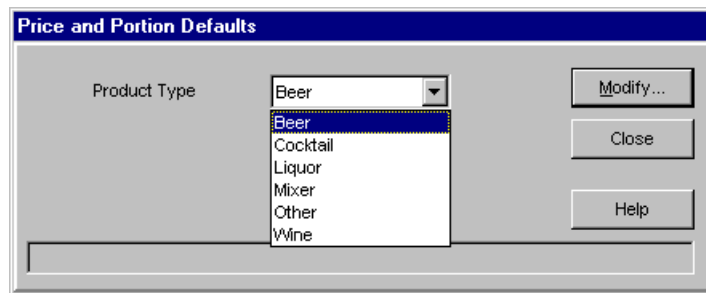 Price and Portion Defaults
Product Type
Beer
Modify...
Beer
Cocktail
Liquor
Mixer
Other
Wine
Close
Help